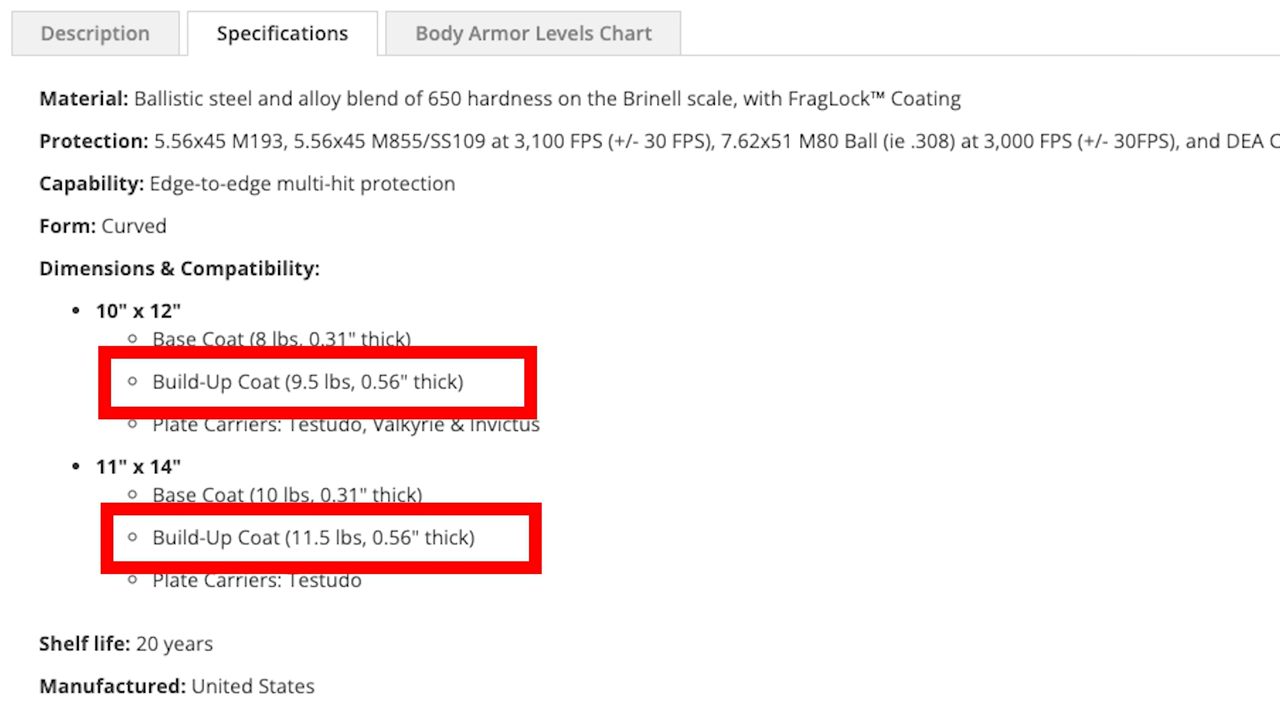 Description Specifications Body Armor Levels Chart
Material: Ballistic steel and alloy blend of 650 hardness on the Brinell scale, with FragLock™ Coating
Protection: 5.56x45 M193, 5.56x45 M855/SS109 at 3,100 FPS (+/- 30 FPS), 7.62x51 M80 Ball (ie .308) at 3,000 FPS (+/- 30FPS), and DEA
Capability: Edge-to-edge multi-hit protection
Form: Curved
Dimensions & Compatibility:
• 10" x 12"
○ Base Coat (8 lbs, 0.31" thick)
○ Build-Up Coat (9.5 lbs, 0.56" thick)
○ Plate Carriers: Testudo, Valkyrie & Invictus
• 11" x 14"
○ Base Coat (10 lbs, 0.31" thick)
○ Build-Up Coat (11.5 lbs, 0.56" thick)
○ Plate Carriers: Testudo
Shelf life: 20 years
Manufactured: United States